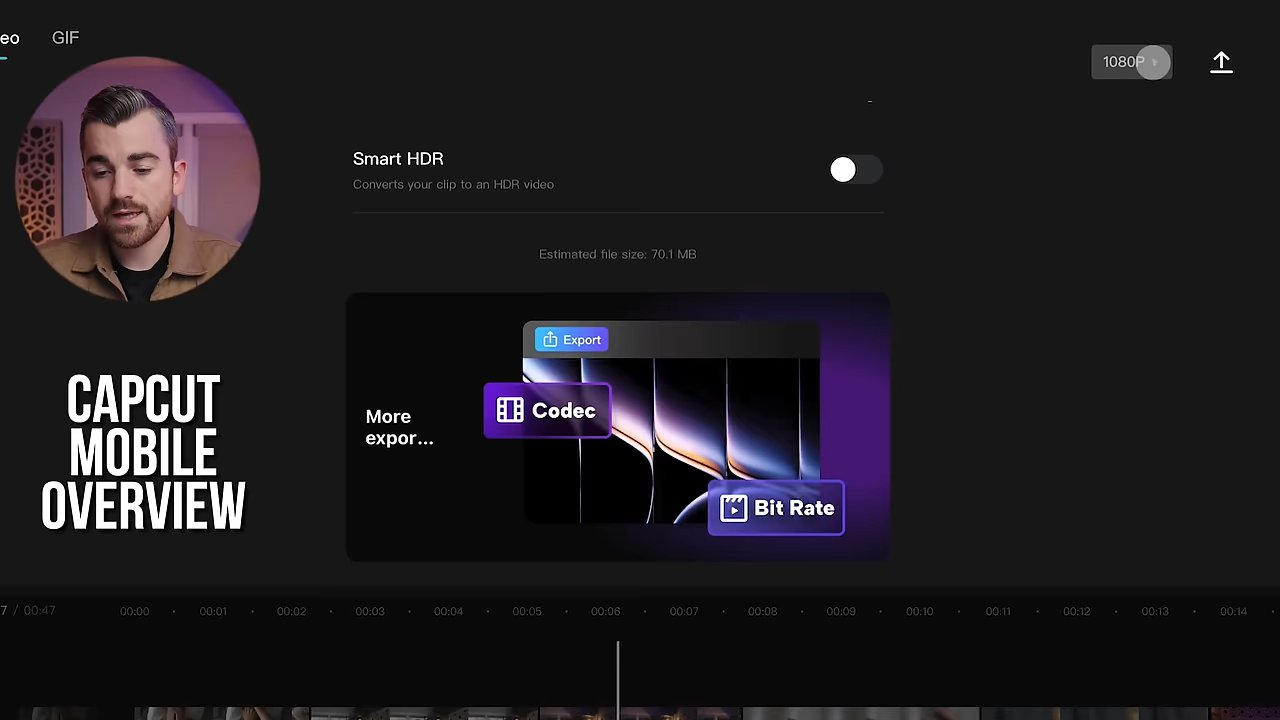 eo
GIF
1080P
Smart HDR
Converts your clip to an HDR video
Estimated file size: 70.1 MB
Export
Codec
More
expor...
Bit Rate
CAPCUT
MOBILE
OVERVIEW
7 / 00:47
00:00
00:01
00:02
00:03
00:04
00:05
00:06
00:07
00:08
00:09
00:10
00:11
00:12
00:13
00:14